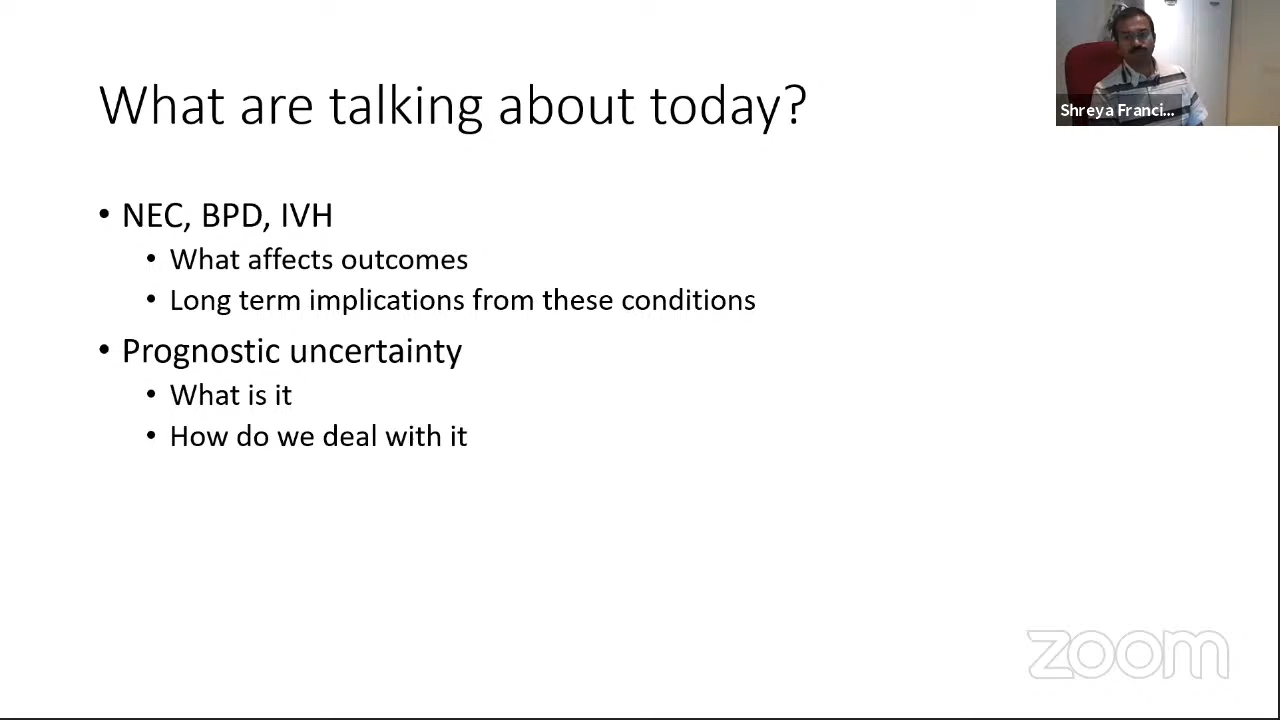 What are talking about today?
• NEC, BPD, IVH
• What affects outcomes
• Long term implications from these conditions
• Prognostic uncertainty
• What is it
• How do we deal with it
Shreya Franci...
zoom